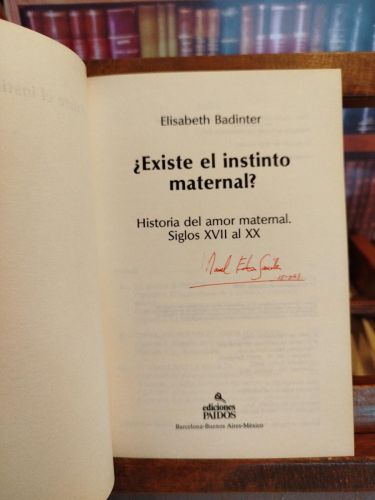 Elisabeth Badinter
¿Existe el instinto
maternal?
Historia del amor maternal.
Siglos XVII al XX
ediciones
PAIDOS
Barcelona-Buenos Aires-México